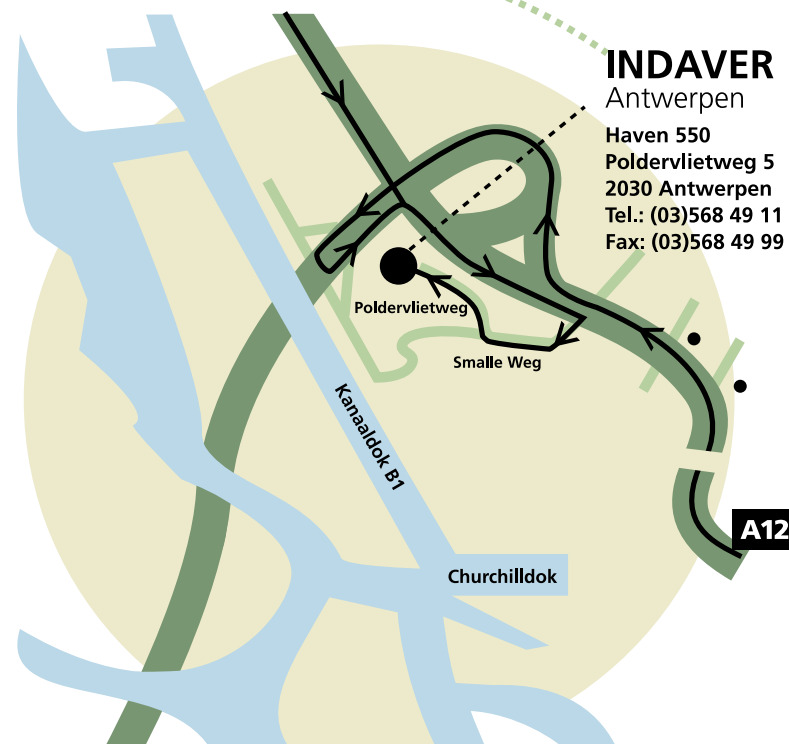 INDAVER
Antwerpen
Haven 550
Poldervlietweg 5
2030 Antwerpen
Tel.: (03)568 49 11
Fax: (03)568 49 99
Poldervlietweg
Smalle Weg
Kanaaldok B1
A12
Churchilldok